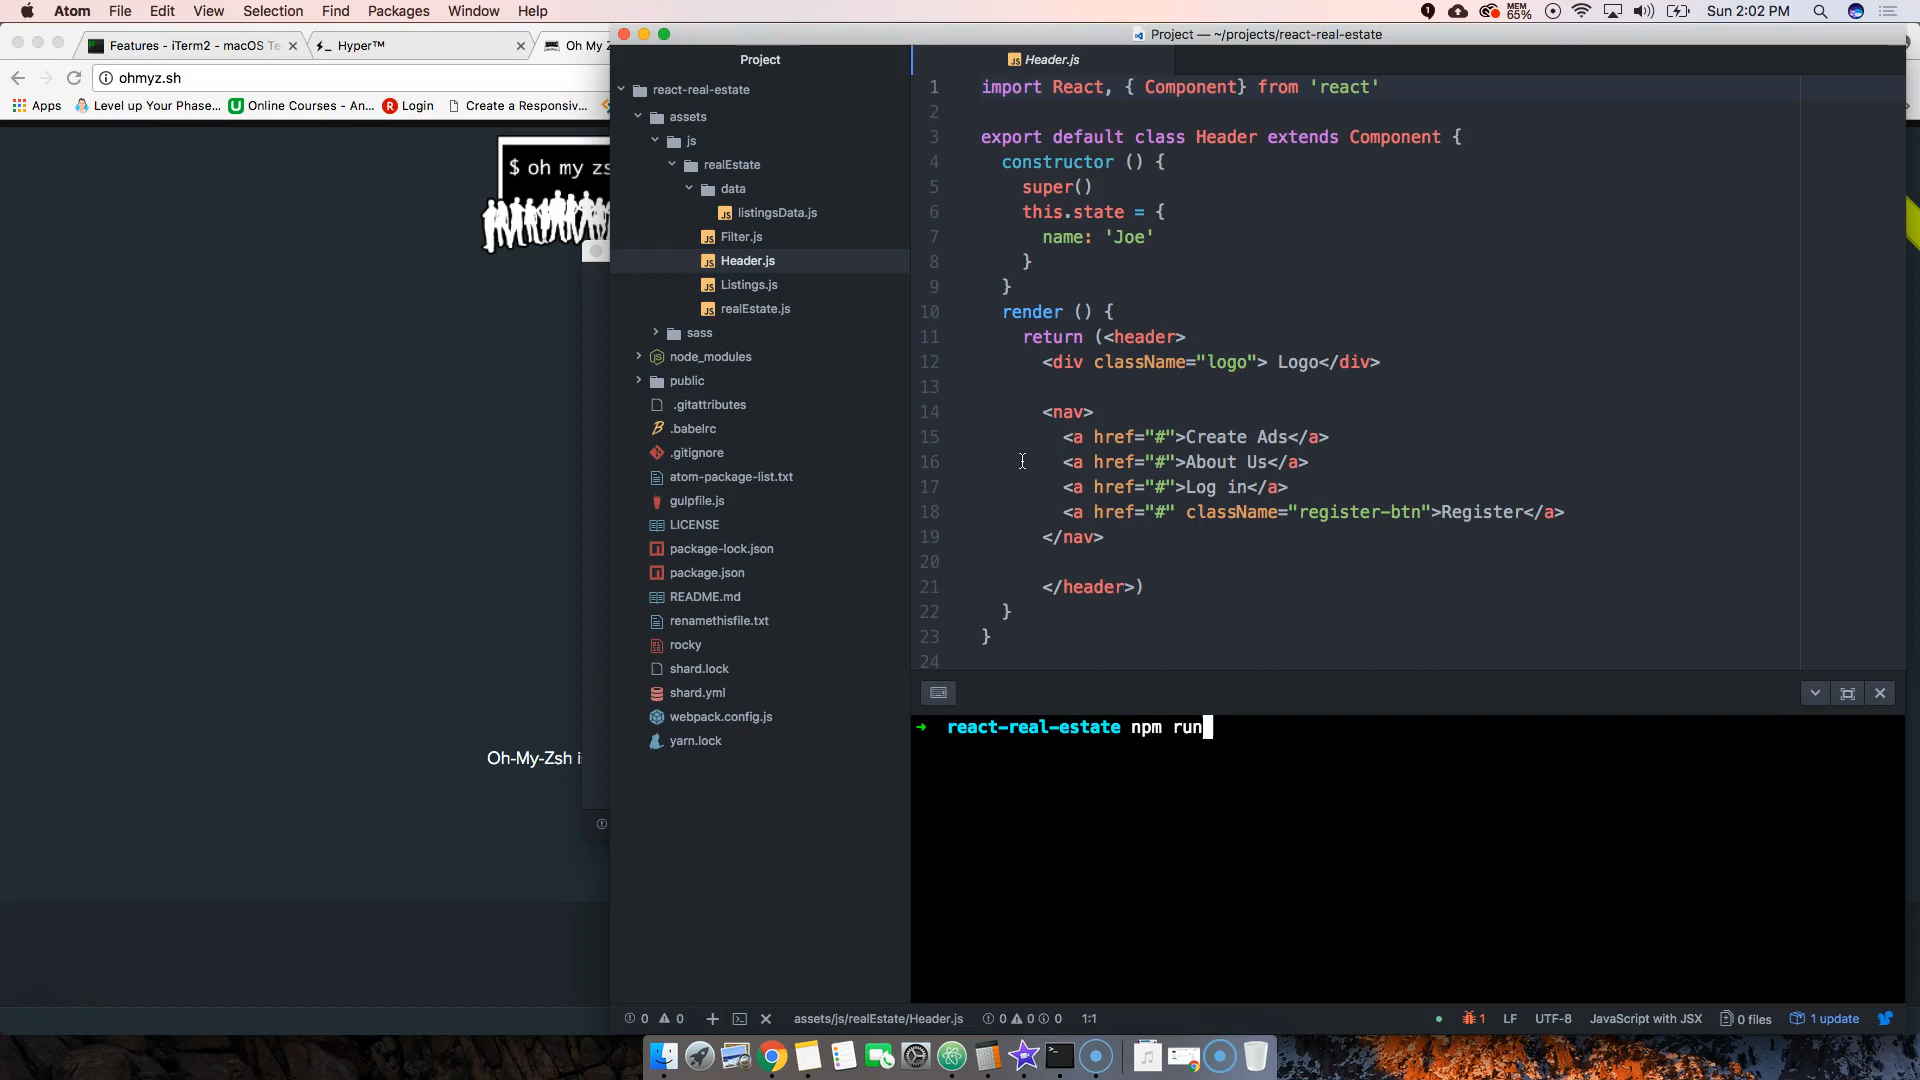 Atom File Edit View Selection Find Packages Window Help
MEM 65% Sun 2:02 PM
Features - iTerm2 - macOS Te
Hyper™
Oh My Z
ohmyz.sh
Apps Level up Your Phase... Online Courses - An... Login Create a Responsiv...
$ oh my zs
Oh-My-Zsh i
Project — ~/projects/react-real-estate
Project
react-real-estate
assets
js
realEstate
data
listingsData.js
Filter.js
Header.js
Listings.js
realEstate.js
sass
node_modules
public
.gitattributes
.babelrc
.gitignore
atom-package-list.txt
gulpfile.js
LICENSE
package-lock.json
package.json
README.md
renamethisfile.txt
rocky
shard.lock
shard.yml
webpack.config.js
yarn.lock
Header.js
1 import React, { Component} from 'react'
2
3 export default class Header extends Component {
4 constructor () {
5 super()
6 this.state = {
7 name: 'Joe'
8 }
9 }
10 render () {
11 return (<header>
12 <div className="logo"> Logo</div>
13
14 <nav>
15 <a href="#">Create Ads</a>
16 <a href="#">About Us</a>
17 <a href="#">Log in</a>
18 <a href="#" className="register-btn">Register</a>
19 </nav>
20
21 </header>)
22 }
23 }
24
➜ react-real-estate npm run
0 0 assets/js/realEstate/Header.js 0 0 0 1:1
1 LF UTF-8 JavaScript with JSX 0 files 1 update